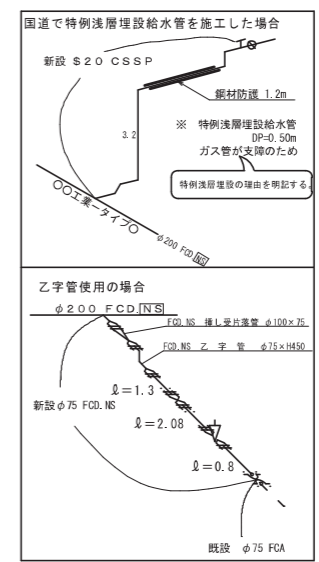 国道で特例浅層埋設給水管を施工した場合
新設 $20 CSSP
鋼材防護 1.2m
3.2
※ 特例浅層埋設給水管
DP=0.50m
ガス管が支障のため
特例浅層埋設の理由を明記する。
○○工業ータイプ○
φ200 FCD NS
乙字管使用の場合
φ200 FCD.NS
FCD.NS 挿し受片落管 φ100×75
FCD.NS 乙 字 管 φ75×H450
新設φ75 FCD.NS
ℓ=1.3
ℓ=2.08
ℓ=0.8
既設 φ75 FCA